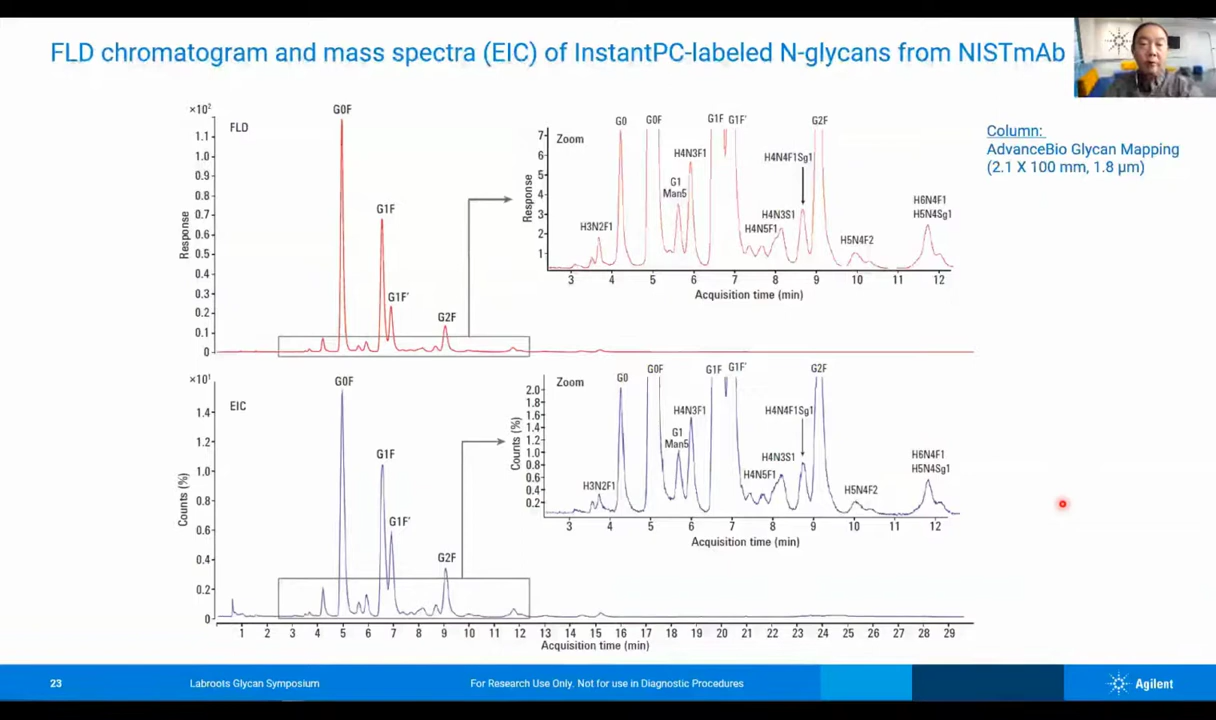 FLD chromatogram and mass spectra (EIC) of InstantPC-labeled N-glycans from NISTmAb
Column:
AdvanceBio Glycan Mapping
(2.1 X 100 mm, 1.8 µm)
×10²
FLD
G0F
G1F
G1F'
G2F
Response
1.1
1.0
0.9
0.8
0.7
0.6
0.5
0.4
0.3
0.2
0.1
0
Zoom
G0
G0F
G1F
G1F'
G2F
H4N3F1
G1
Man5
H3N2F1
H4N5F1
H4N3S1
H4N4F1Sg1
H5N4F2
H6N4F1
H5N4Sg1
Response
7
6
5
4
3
2
1
3 4 5 6 7 8 9 10 11 12
Acquisition time (min)
×10¹
EIC
G0F
G1F
G1F'
G2F
Counts (%)
1.4
1.2
1.0
0.8
0.6
0.4
0.2
0
Zoom
G0
G0F
G1F
G1F'
G2F
H4N3F1
G1
Man5
H3N2F1
H4N5F1
H4N3S1
H4N4F1Sg1
H5N4F2
H6N4F1
H5N4Sg1
Counts (%)
2.0
1.8
1.6
1.4
1.2
1.0
0.8
0.6
0.4
0.2
3 4 5 6 7 8 9 10 11 12
Acquisition time (min)
1 2 3 4 5 6 7 8 9 10 11 12 13 14 15 16 17 18 19 20 21 22 23 24 25 26 27 28 29
Acquisition time (min)
23
Labroots Glycan Symposium
For Research Use Only. Not for use in Diagnostic Procedures
Agilent